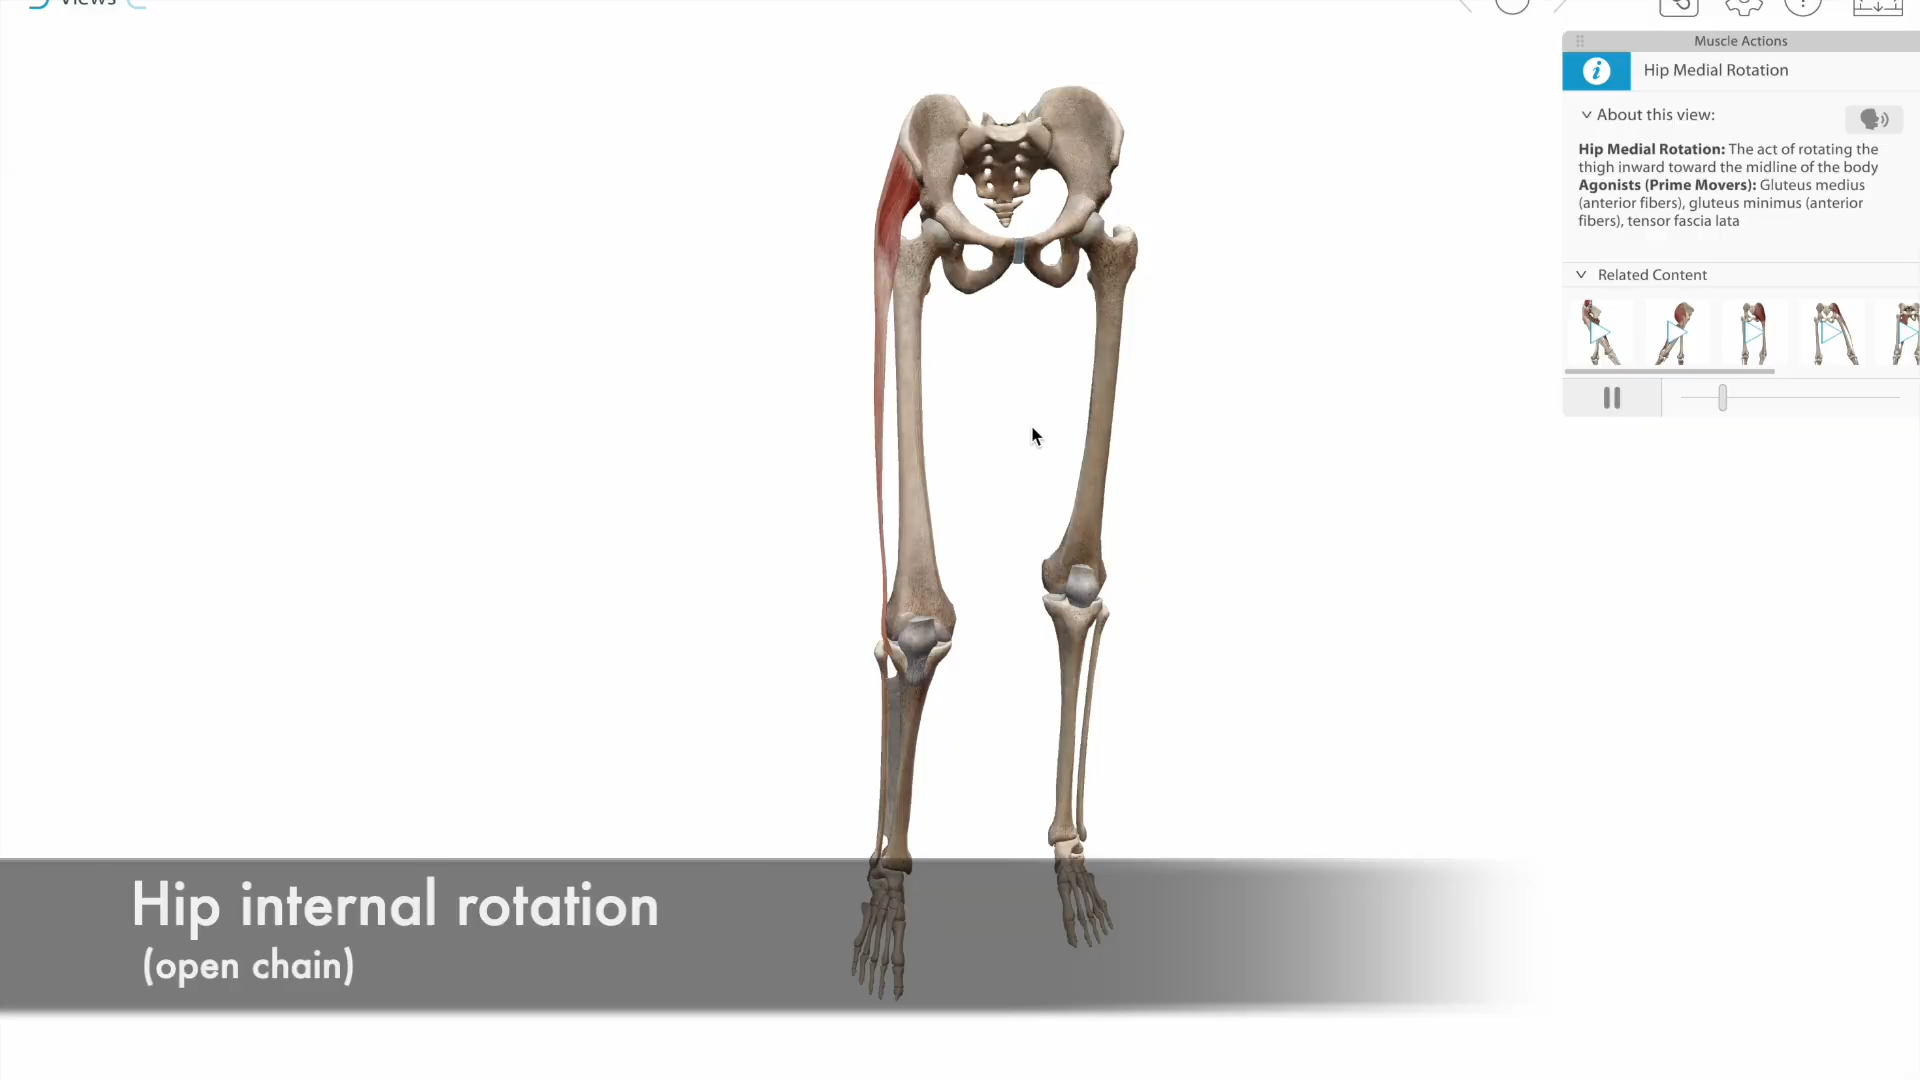 Views
Muscle Actions
Hip Medial Rotation
About this view:
Hip Medial Rotation: The act of rotating the
thigh inward toward the midline of the body
Agonists (Prime Movers): Gluteus medius
(anterior fibers), gluteus minimus (anterior
fibers), tensor fascia lata
Related Content
Hip internal rotation
(open chain)